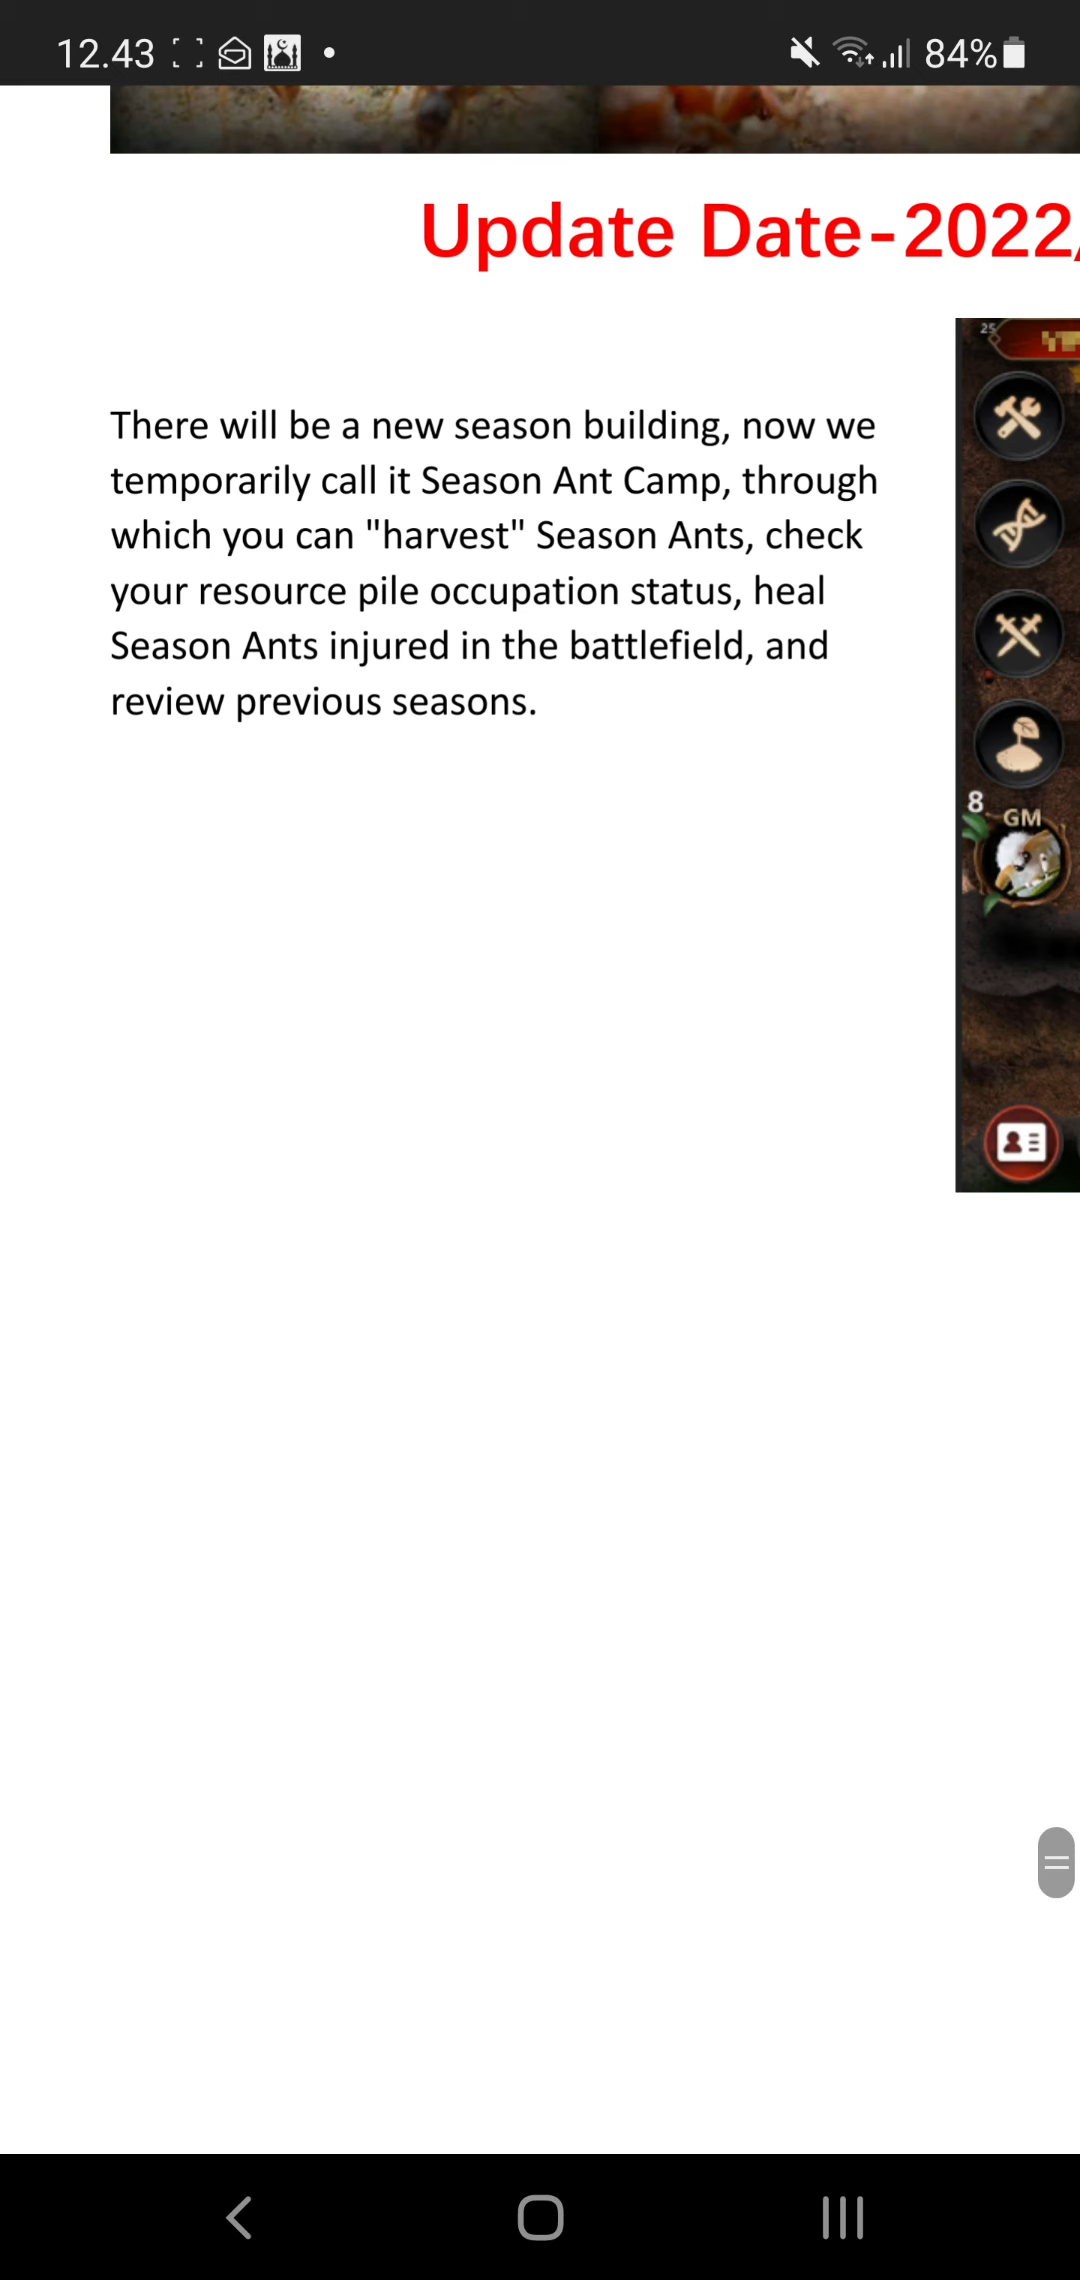 12.43
84%
Update Date-2022
There will be a new season building, now we
temporarily call it Season Ant Camp, through
which you can "harvest" Season Ants, check
your resource pile occupation status, heal
Season Ants injured in the battlefield, and
review previous seasons.
25
8
GM